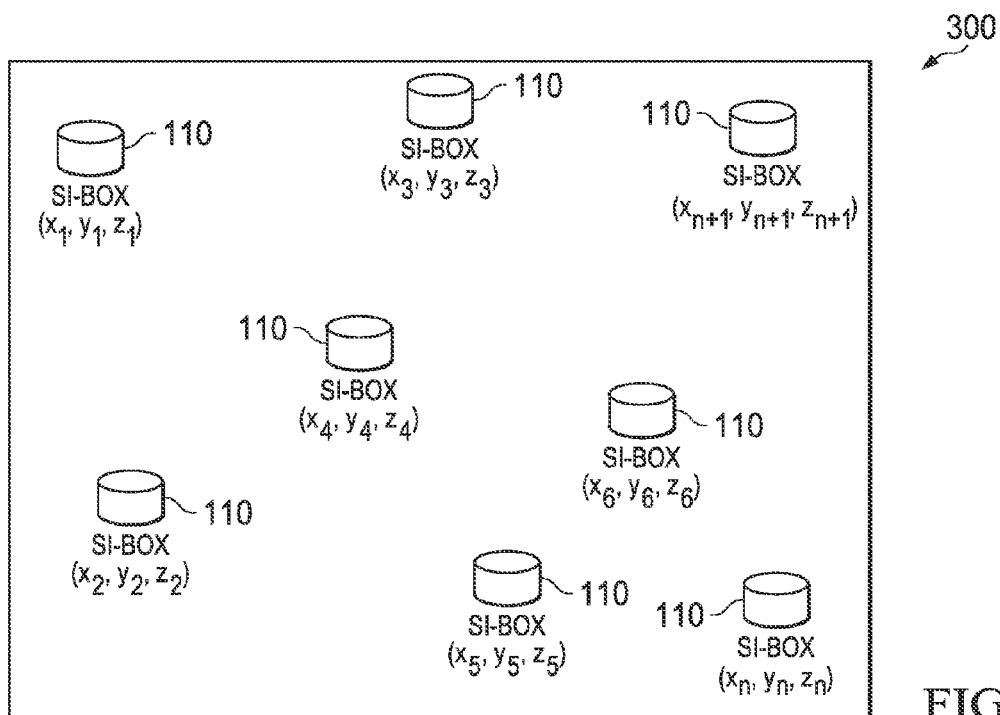 300
110
SI-BOX
(x₃, y₃, z₃)
110
SI-BOX
(xₙ₊₁, yₙ₊₁, zₙ₊₁)
110
SI-BOX
(x₁, y₁, z₁)
110
SI-BOX
(x₄, y₄, z₄)
110
SI-BOX
(x₆, y₆, z₆)
110
SI-BOX
(x₂, y₂, z₂)
110
SI-BOX
(x₅, y₅, z₅)
110
SI-BOX
(xₙ, yₙ, zₙ)
FIG